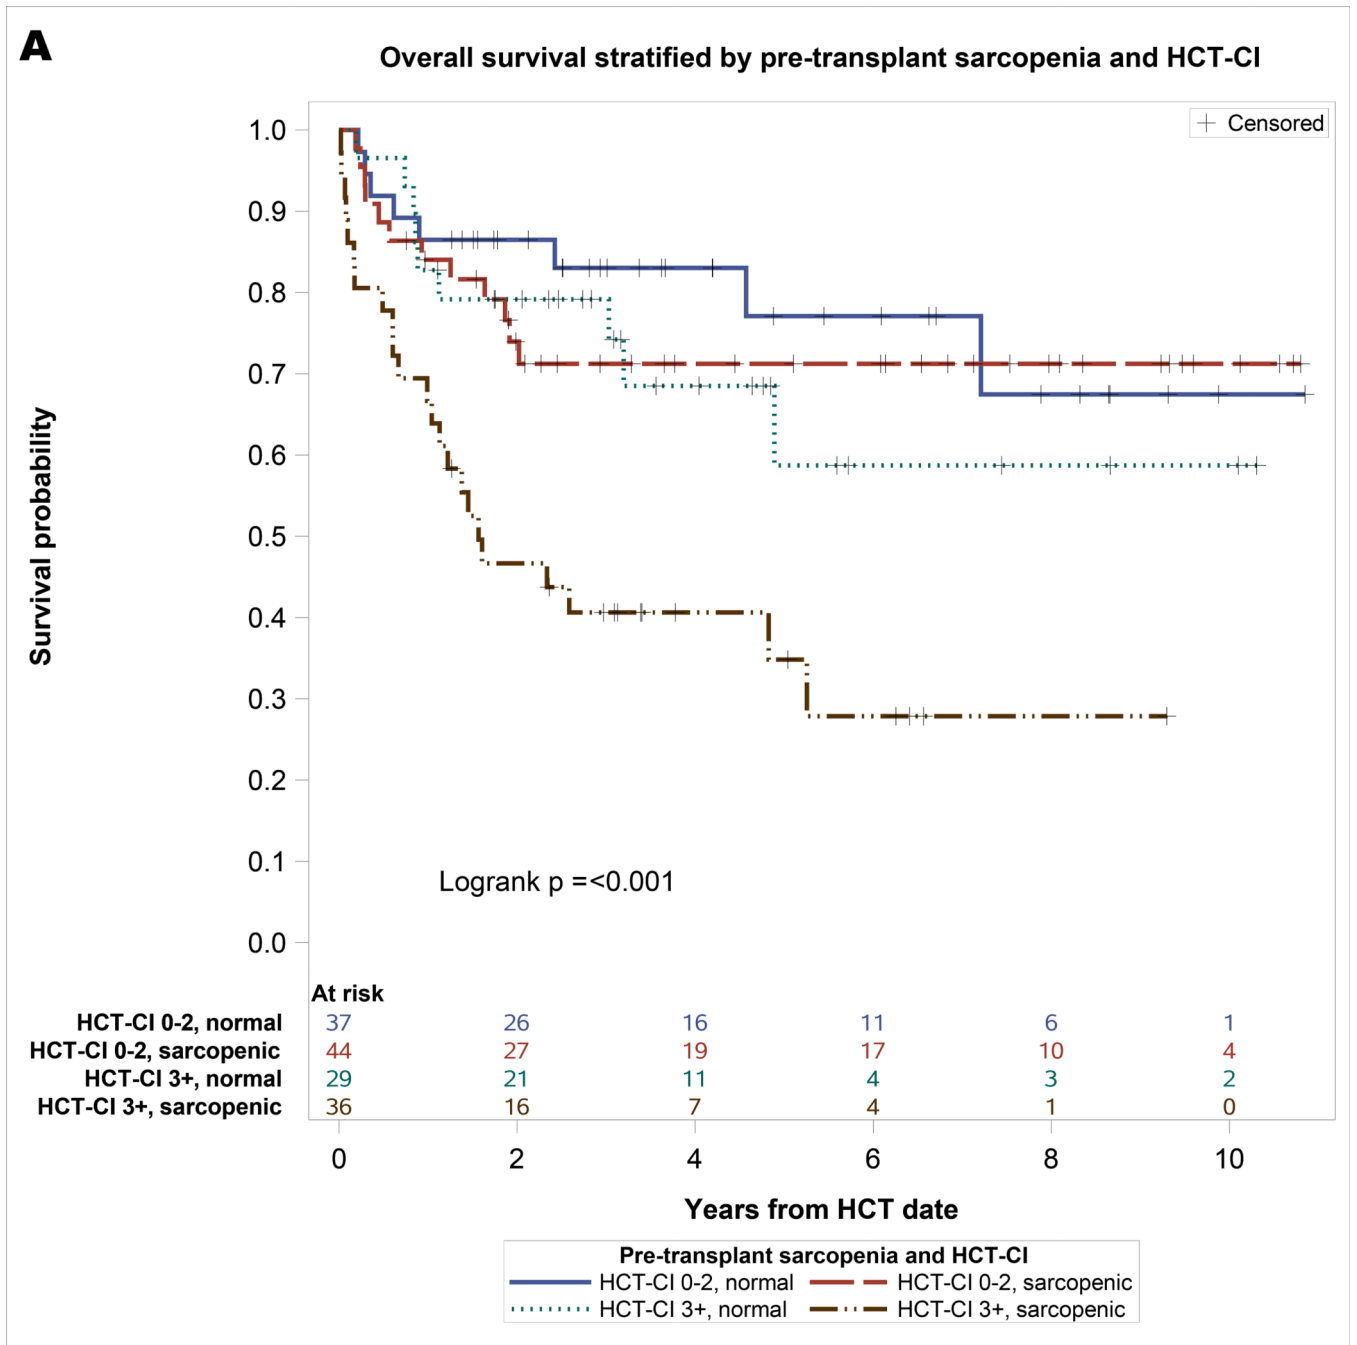 A
Overall survival stratified by pre-transplant sarcopenia and HCT-CI
+ Censored
Survival probability
1.0
0.9
0.8
0.7
0.6
0.5
0.4
0.3
0.2
0.1
0.0
Logrank p =<0.001
At risk
HCT-CI 0-2, normal 37 26 16 11 6 1
HCT-CI 0-2, sarcopenic 44 27 19 17 10 4
HCT-CI 3+, normal 29 21 11 4 3 2
HCT-CI 3+, sarcopenic 36 16 7 4 1 0
0 2 4 6 8 10
Years from HCT date
Pre-transplant sarcopenia and HCT-CI
HCT-CI 0-2, normal HCT-CI 0-2, sarcopenic
HCT-CI 3+, normal HCT-CI 3+, sarcopenic